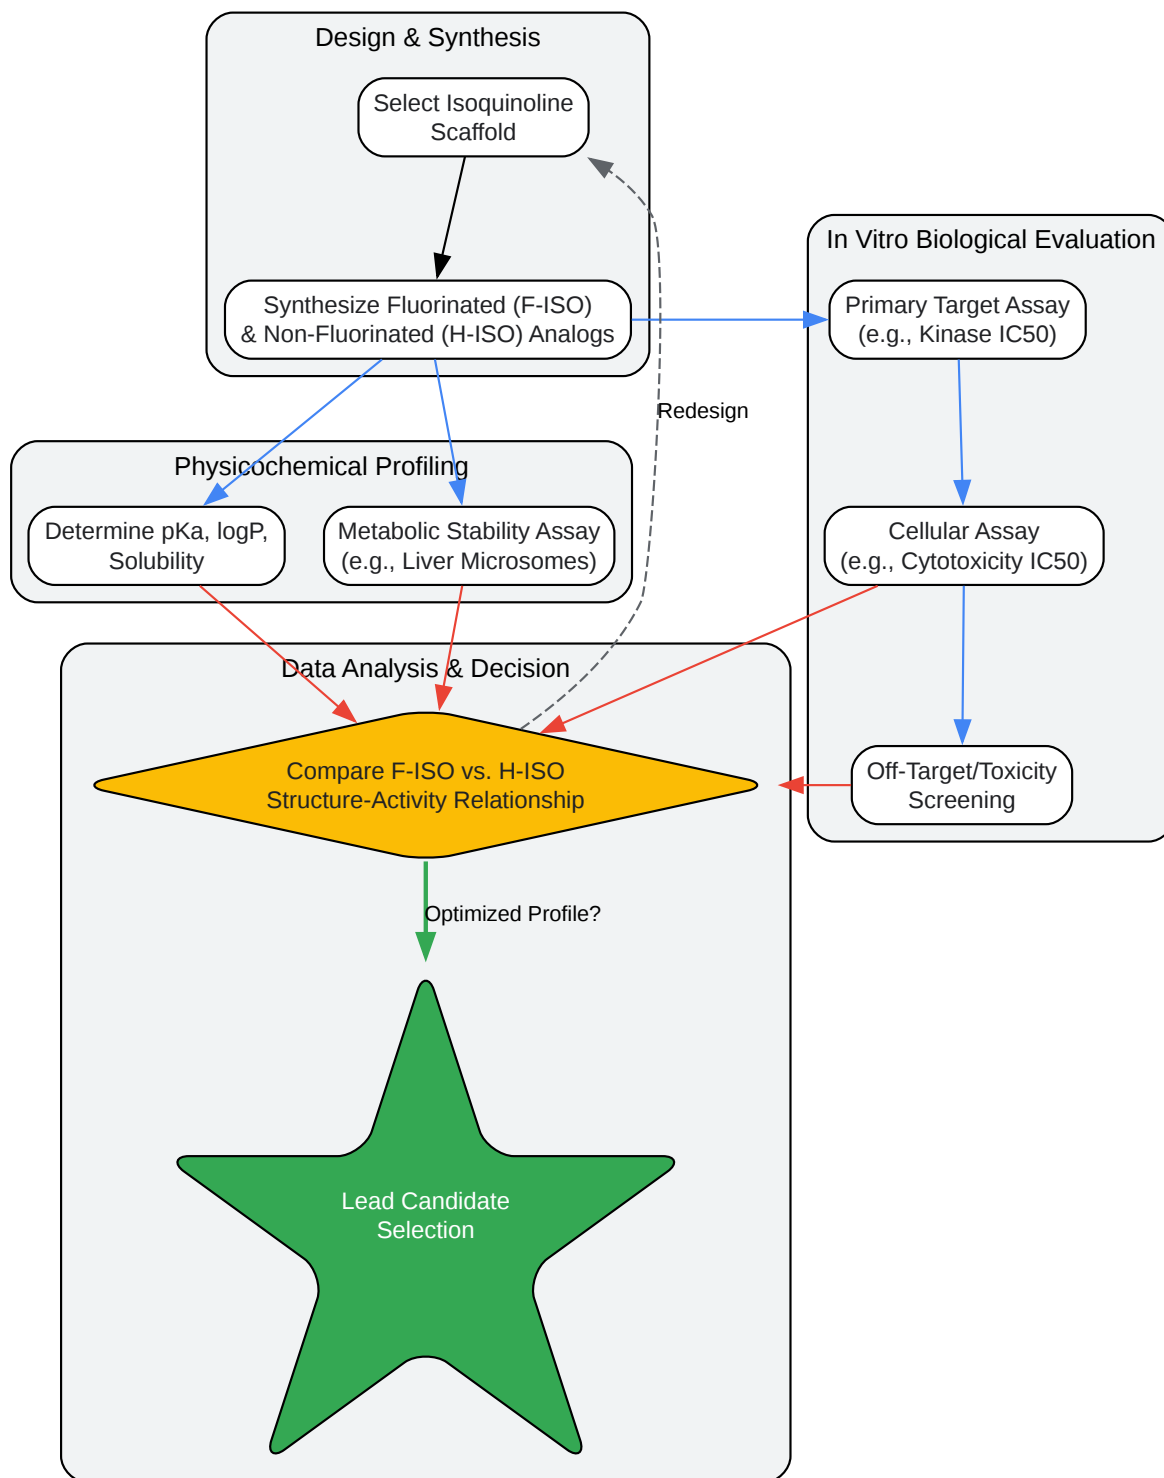 Design & Synthesis
Select Isoquinoline
Scaffold
Synthesize Fluorinated (F-ISO)
& Non-Fluorinated (H-ISO) Analogs
In Vitro Biological Evaluation
Primary Target Assay
(e.g., Kinase IC50)
Redesign
Physicochemical Profiling
Determine pKa, logP,
Solubility
Metabolic Stability Assay
(e.g., Liver Microsomes)
Cellular Assay
(e.g., Cytotoxicity IC50)
Data Analysis & Decision
Compare F-ISO vs. H-ISO
Structure-Activity Relationship
Off-Target/Toxicity
Screening
Optimized Profile?
Lead Candidate
Selection